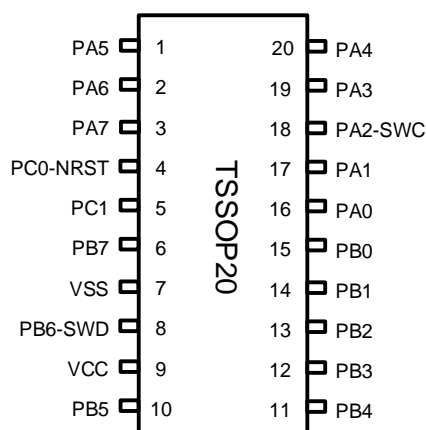 PA5 1 20 PA4
PA6 2 19 PA3
PA7 3 18 PA2-SWC
PC0-NRST 4 17 PA1
PC1 5 16 PA0
PB7 6 15 PB0
VSS 7 14 PB1
PB6-SWD 8 13 PB2
VCC 9 12 PB3
PB5 10 11 PB4
TSSOP20